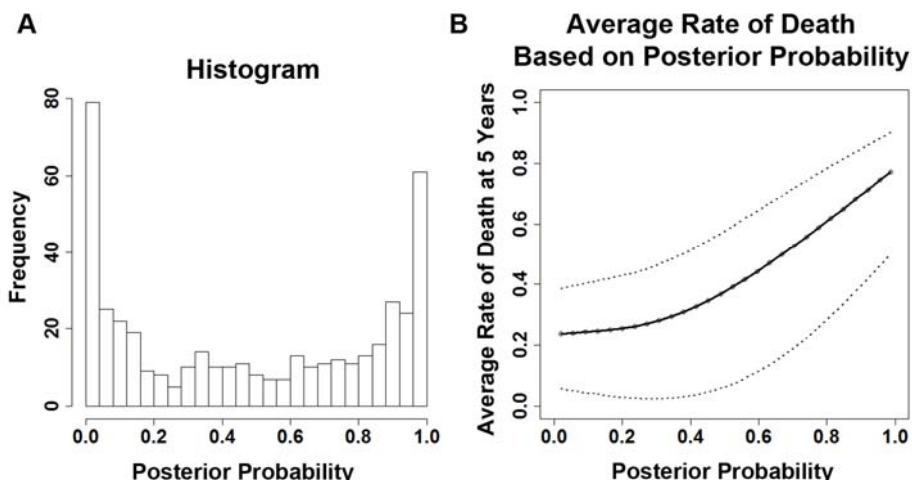 A
Histogram
Frequency
80
60
40
20
0
0.0 0.2 0.4 0.6 0.8 1.0
Posterior Probability
B
Average Rate of Death
Based on Posterior Probability
Average Rate of Death at 5 Years
1.0
0.8
0.6
0.4
0.2
0.0
0.0 0.2 0.4 0.6 0.8 1.0
Posterior Probability